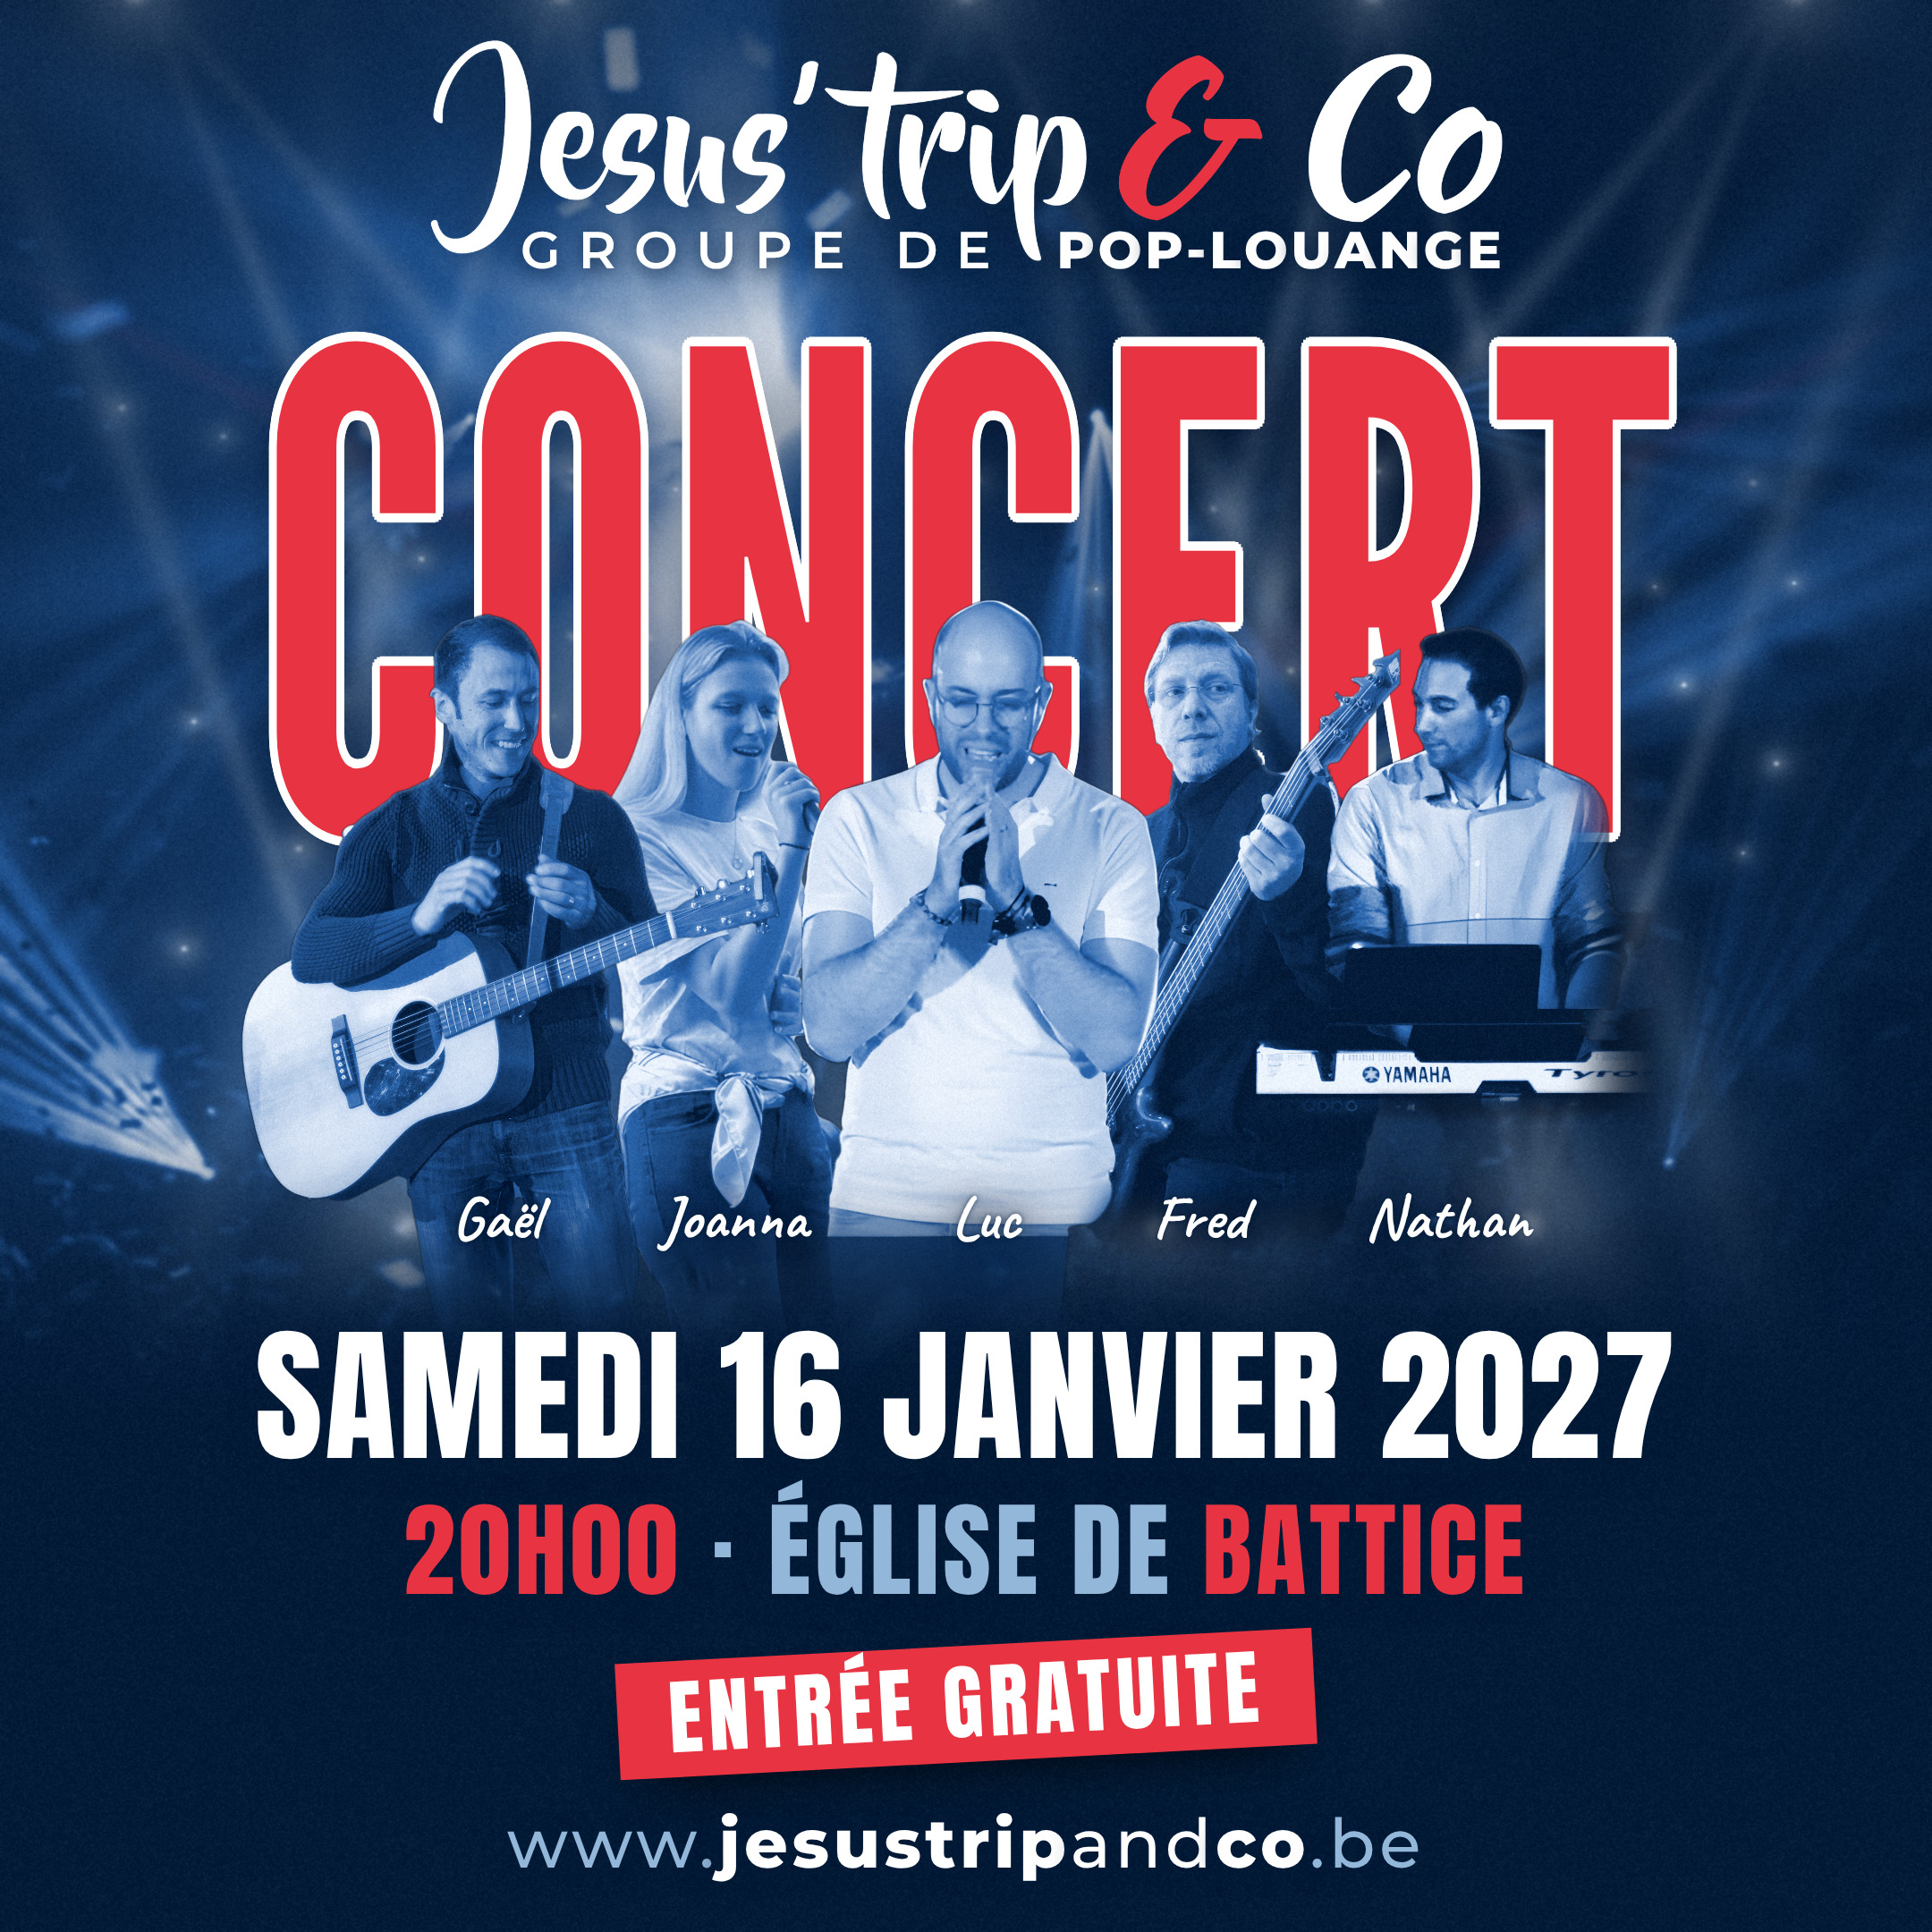 Jesus'trip & Co
GROUPE DE POP-LOUANGE
CONCERT
YAMAHA Tyro
Gaël Joanna Luc Fred Nathan
SAMEDI 16 JANVIER 2027
20H00 · ÉGLISE DE BATTICE
ENTRÉE GRATUITE
www.jesustripandco.be